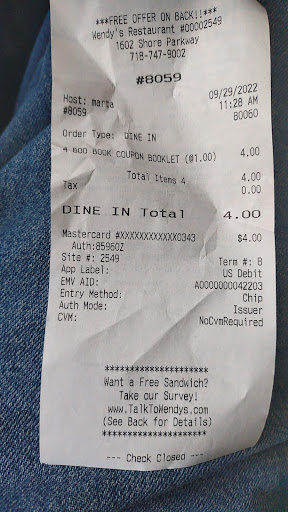 ***FREE OFFER ON BACK!!***
Wendy's Restaurant #00002549
1602 Shore Parkway
718-747-9002
#8059
09/29/2022
Host: marta 11:28 AM
#8059 80060
Order Type: DINE IN
4 BOO BOOK COUPON BOOKLET (@1.00) 4.00
Total Items 4 4.00
Tax 0.00
DINE IN Total 4.00
Mastercard #XXXXXXXXXXXX0343 $4.00
Auth:85960Z
Site #: 2549 Term #: B
App Label: US Debit
EMV AID: A0000000042203
Entry Method: Chip
Auth Mode: Issuer
CVM: NoCvmRequired
*********************
Want a Free Sandwich?
Take our Survey!
www.TalkToWendys.com
(See Back for Details)
*********************
--- Check Closed ---